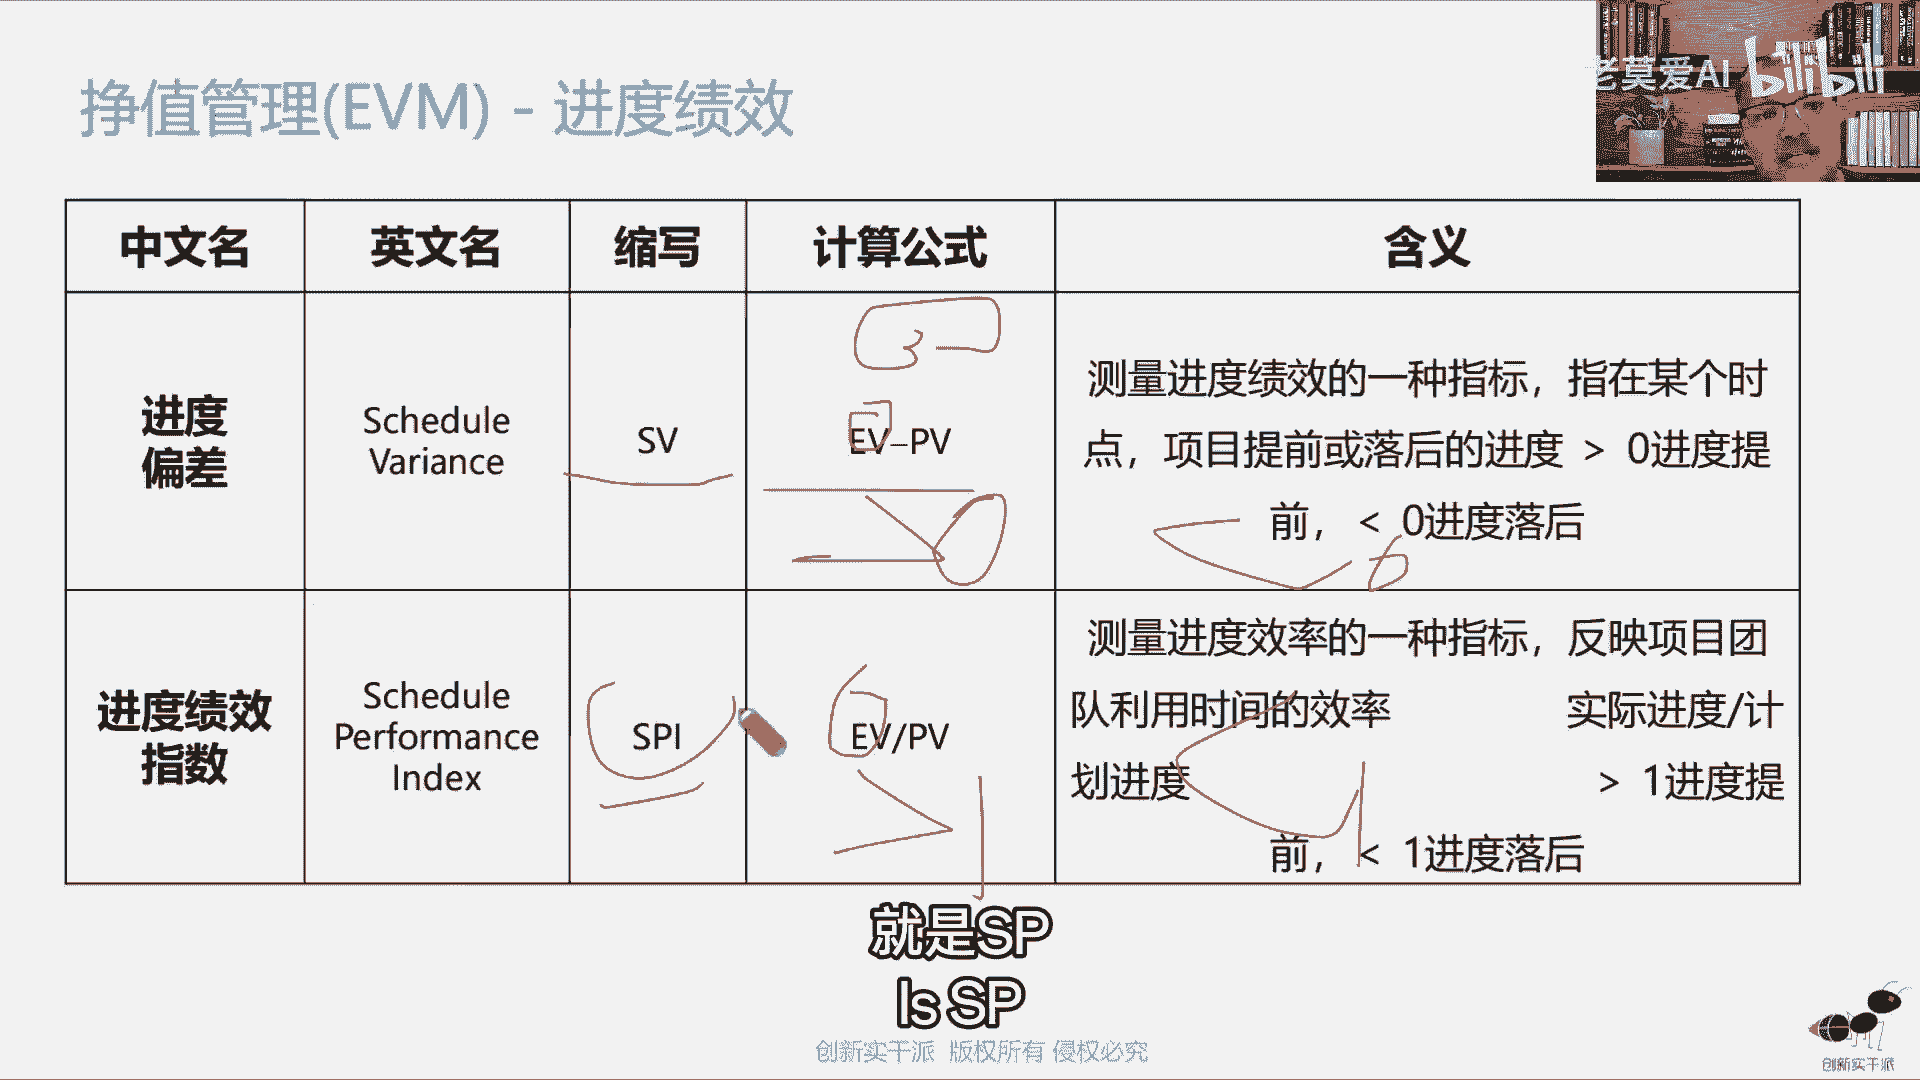 老莫爱AI
bilibili
挣值管理(EVM) - 进度绩效
中文名 英文名 缩写 计算公式 含义
进度
偏差
Schedule
Variance
SV
EV-PV
测量进度绩效的一种指标，指在某个时
点，项目提前或落后的进度 > 0进度提
前， < 0进度落后
进度绩效
指数
Schedule
Performance
Index
SPI
EV/PV
测量进度效率的一种指标，反映项目团
队利用时间的效率 实际进度/计
划进度 > 1进度提
前， < 1进度落后
就是SP
Is SP
创新实干派 版权所有 侵权必究
创新实干派